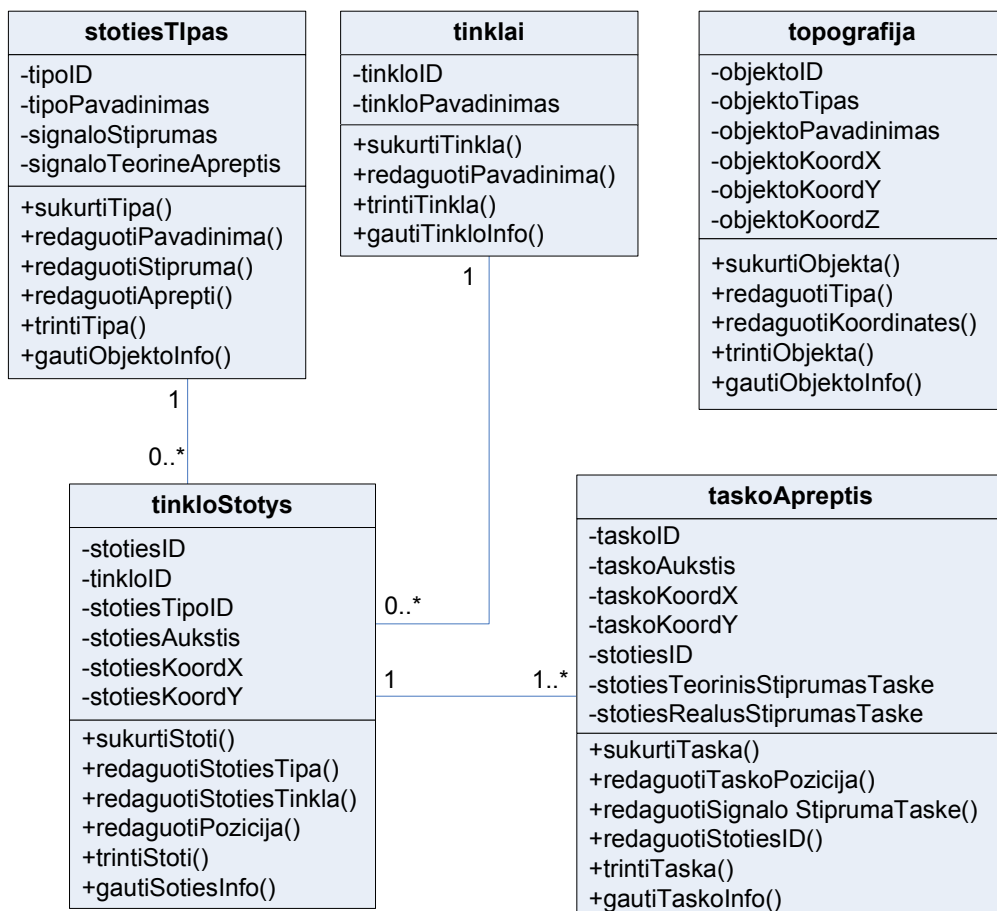 stotiesTIpas
-tipoID
-tipoPavadinimas
-signaloStiprumas
-signaloTeorineApreptis
+sukurtiTipa()
+redaguotiPavadinima()
+redaguotiStipruma()
+redaguotiAprepti()
+trintiTipa()
+gautiObjektoInfo()
tinklai
-tinkloID
-tinkloPavadinimas
+sukurtiTinkla()
+redaguotiPavadinima()
+trintiTinkla()
+gautiTinkloInfo()
topografija
-objektoID
-objektoTipas
-objektoPavadinimas
-objektoKoordX
-objektoKoordY
-objektoKoordZ
+sukurtiObjekta()
+redaguotiTipa()
+redaguotiKoordinates()
+trintiObjekta()
+gautiObjektoInfo()
1
1
0..*
tinkloStotys
-stotiesID
-tinkloID
-stotiesTipoID
-stotiesAukstis
-stotiesKoordX
-stotiesKoordY
+sukurtiStoti()
+redaguotiStotiesTipa()
+redaguotiStotiesTinkla()
+redaguotiPozicija()
+trintiStoti()
+gautiSotiesInfo()
0..*
1
1..*
taskoApreptis
-taskoID
-taskoAukstis
-taskoKoordX
-taskoKoordY
-stotiesID
-stotiesTeorinisStiprumasTaske
-stotiesRealusStiprumasTaske
+sukurtiTaska()
+redaguotiTaskoPozicija()
+redaguotiSignalo StiprumaTaske()
+redaguotiStotiesID()
+trintiTaska()
+gautiTaskoInfo()